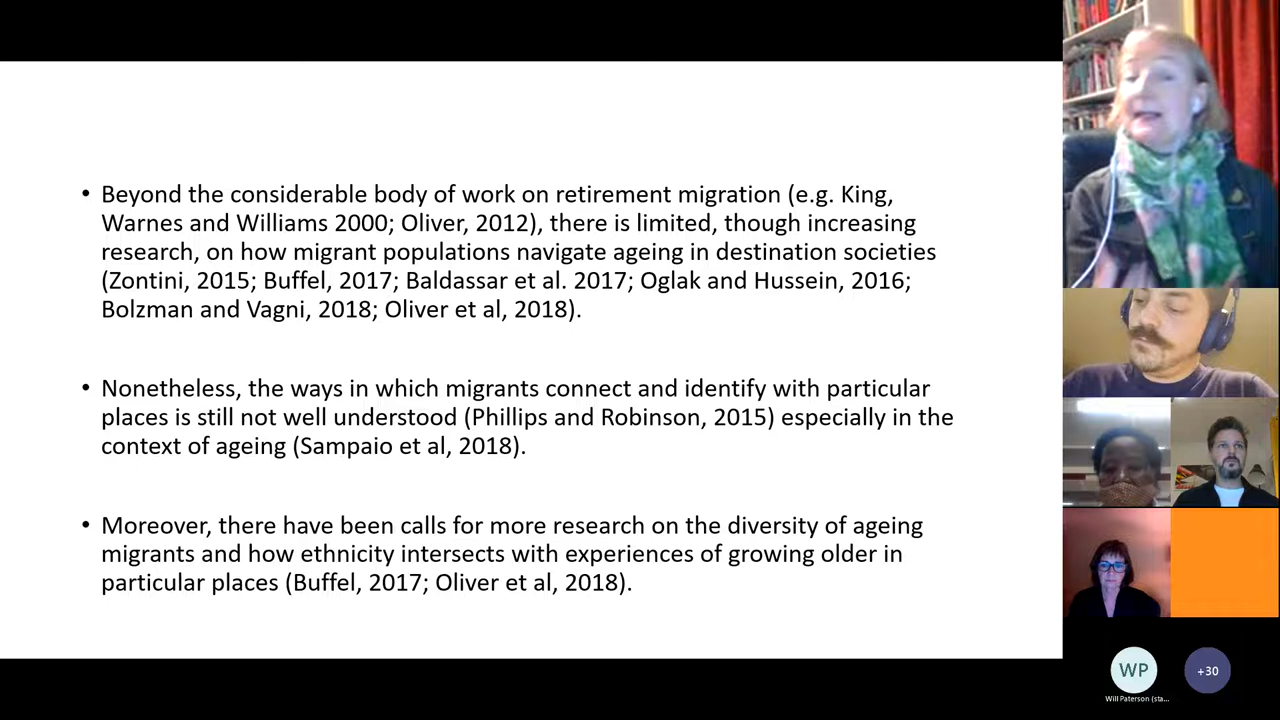 • Beyond the considerable body of work on retirement migration (e.g. King,
Warnes and Williams 2000; Oliver, 2012), there is limited, though increasing
research, on how migrant populations navigate ageing in destination societies
(Zontini, 2015; Buffel, 2017; Baldassar et al. 2017; Oglak and Hussein, 2016;
Bolzman and Vagni, 2018; Oliver et al, 2018).
• Nonetheless, the ways in which migrants connect and identify with particular
places is still not well understood (Phillips and Robinson, 2015) especially in the
context of ageing (Sampaio et al, 2018).
• Moreover, there have been calls for more research on the diversity of ageing
migrants and how ethnicity intersects with experiences of growing older in
particular places (Buffel, 2017; Oliver et al, 2018).
WP
+30
Will Paterson (sta...